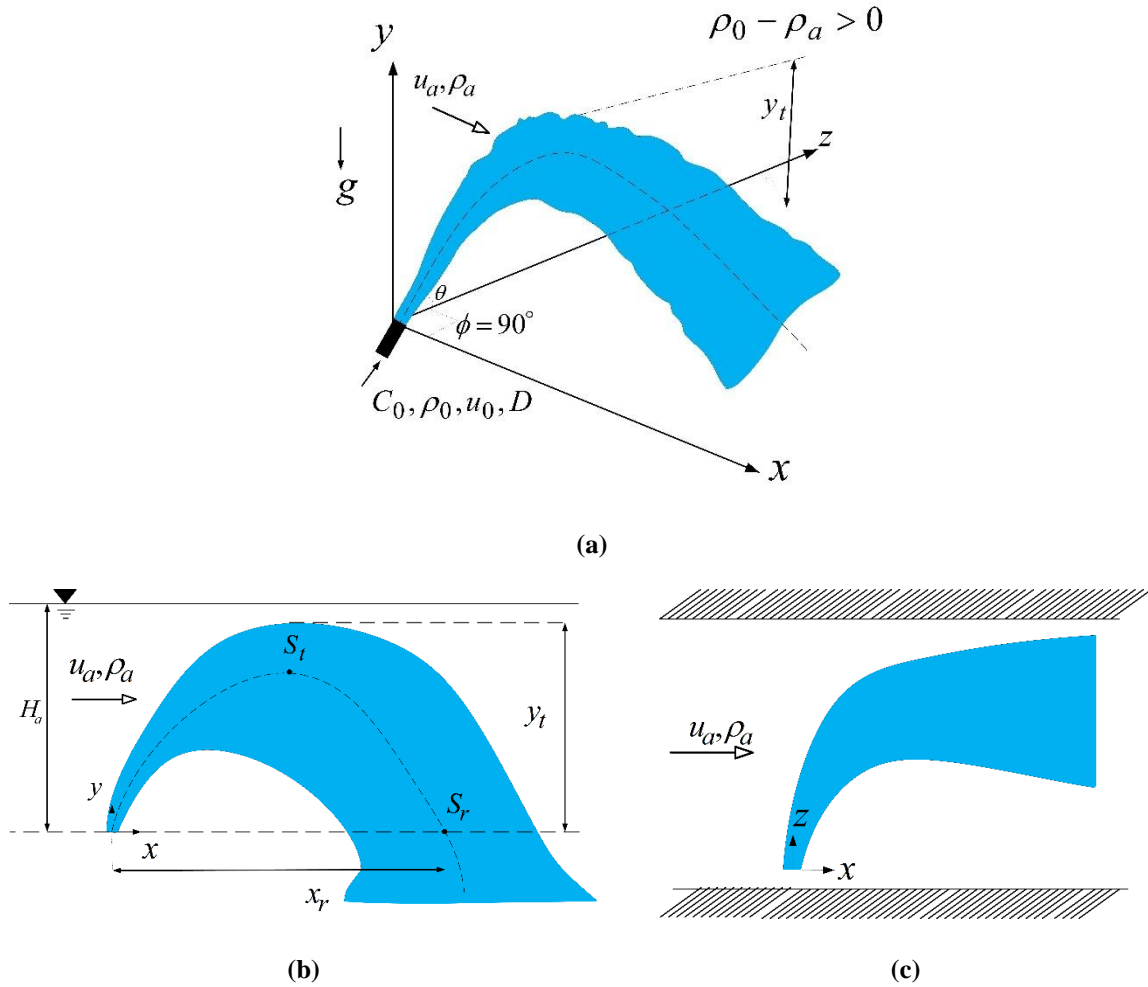 y
ρ₀ − ρₐ > 0
uₐ, ρₐ
yₜ
z
g
θ
ϕ = 90°
C₀, ρ₀, u₀, D
x
(a)
Sₜ
uₐ, ρₐ
Hₐ
yₜ
y
Sᵣ
x
xᵣ
(b)
uₐ, ρₐ
z
x
(c)